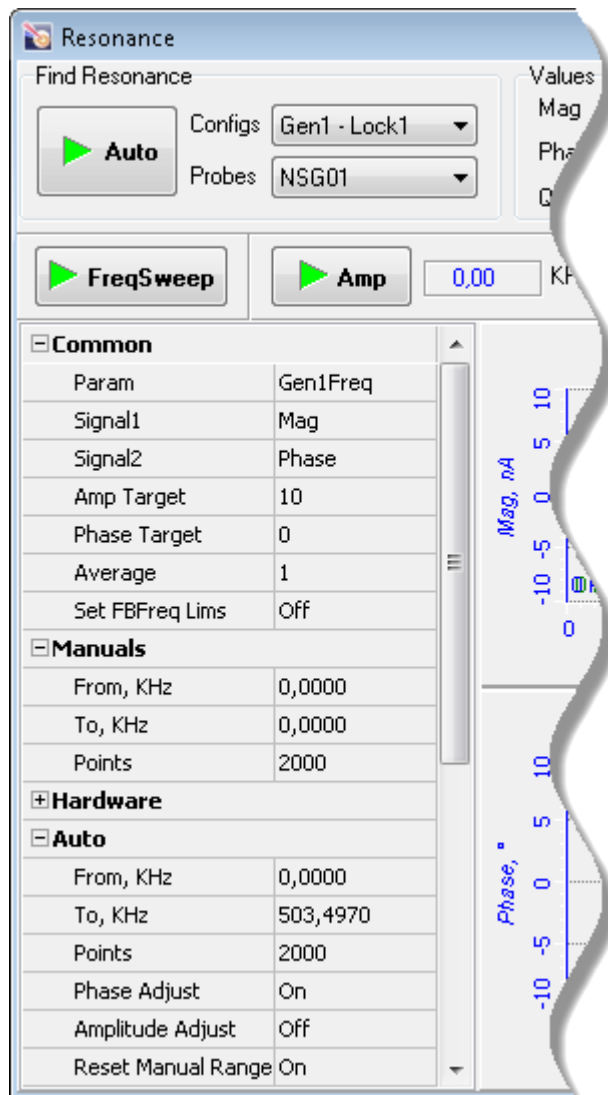 Resonance
Find Resonance
Values
Auto
Configs
Gen1 - Lock1
Mag
Probes
NSG01
FreqSweep
Amp
0,00
Common
Param Gen1Freq
Signal1 Mag
Signal2 Phase
Amp Target 10
Phase Target 0
Average 1
Set FBFreq Lims Off
Manuals
From, KHz 0,0000
To, KHz 0,0000
Points 2000
Hardware
Auto
From, KHz 0,0000
To, KHz 503,4970
Points 2000
Phase Adjust On
Amplitude Adjust Off
Reset Manual Range On
Mag, nA
10
5
0
-5
-10
0
Phase, °
10
5
0
-5
-10